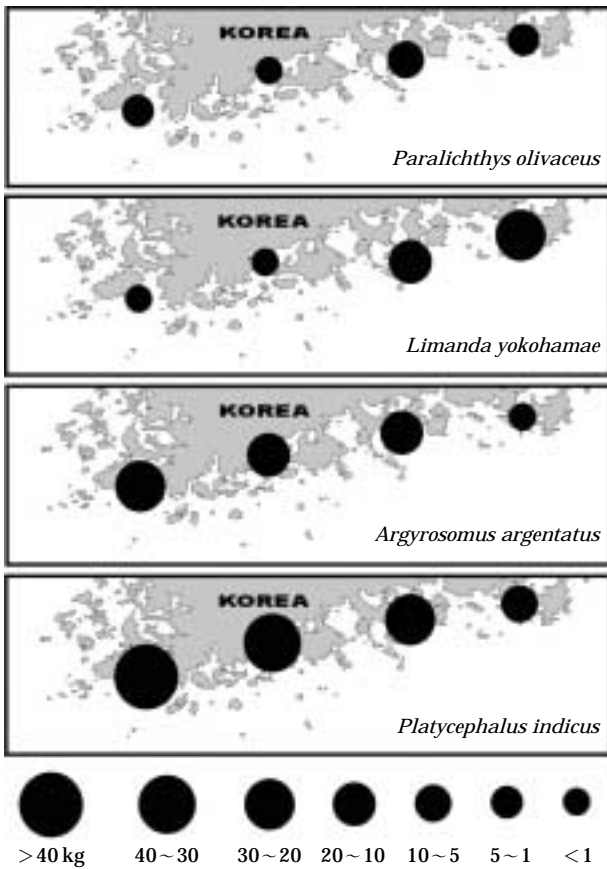 KOREA
Paralichthys olivaceus
KOREA
Limanda yokohamae
KOREA
Argyrosomus argentatus
KOREA
Platycephalus indicus
>40 kg 40~30 30~20 20~10 10~5 5~1 <1